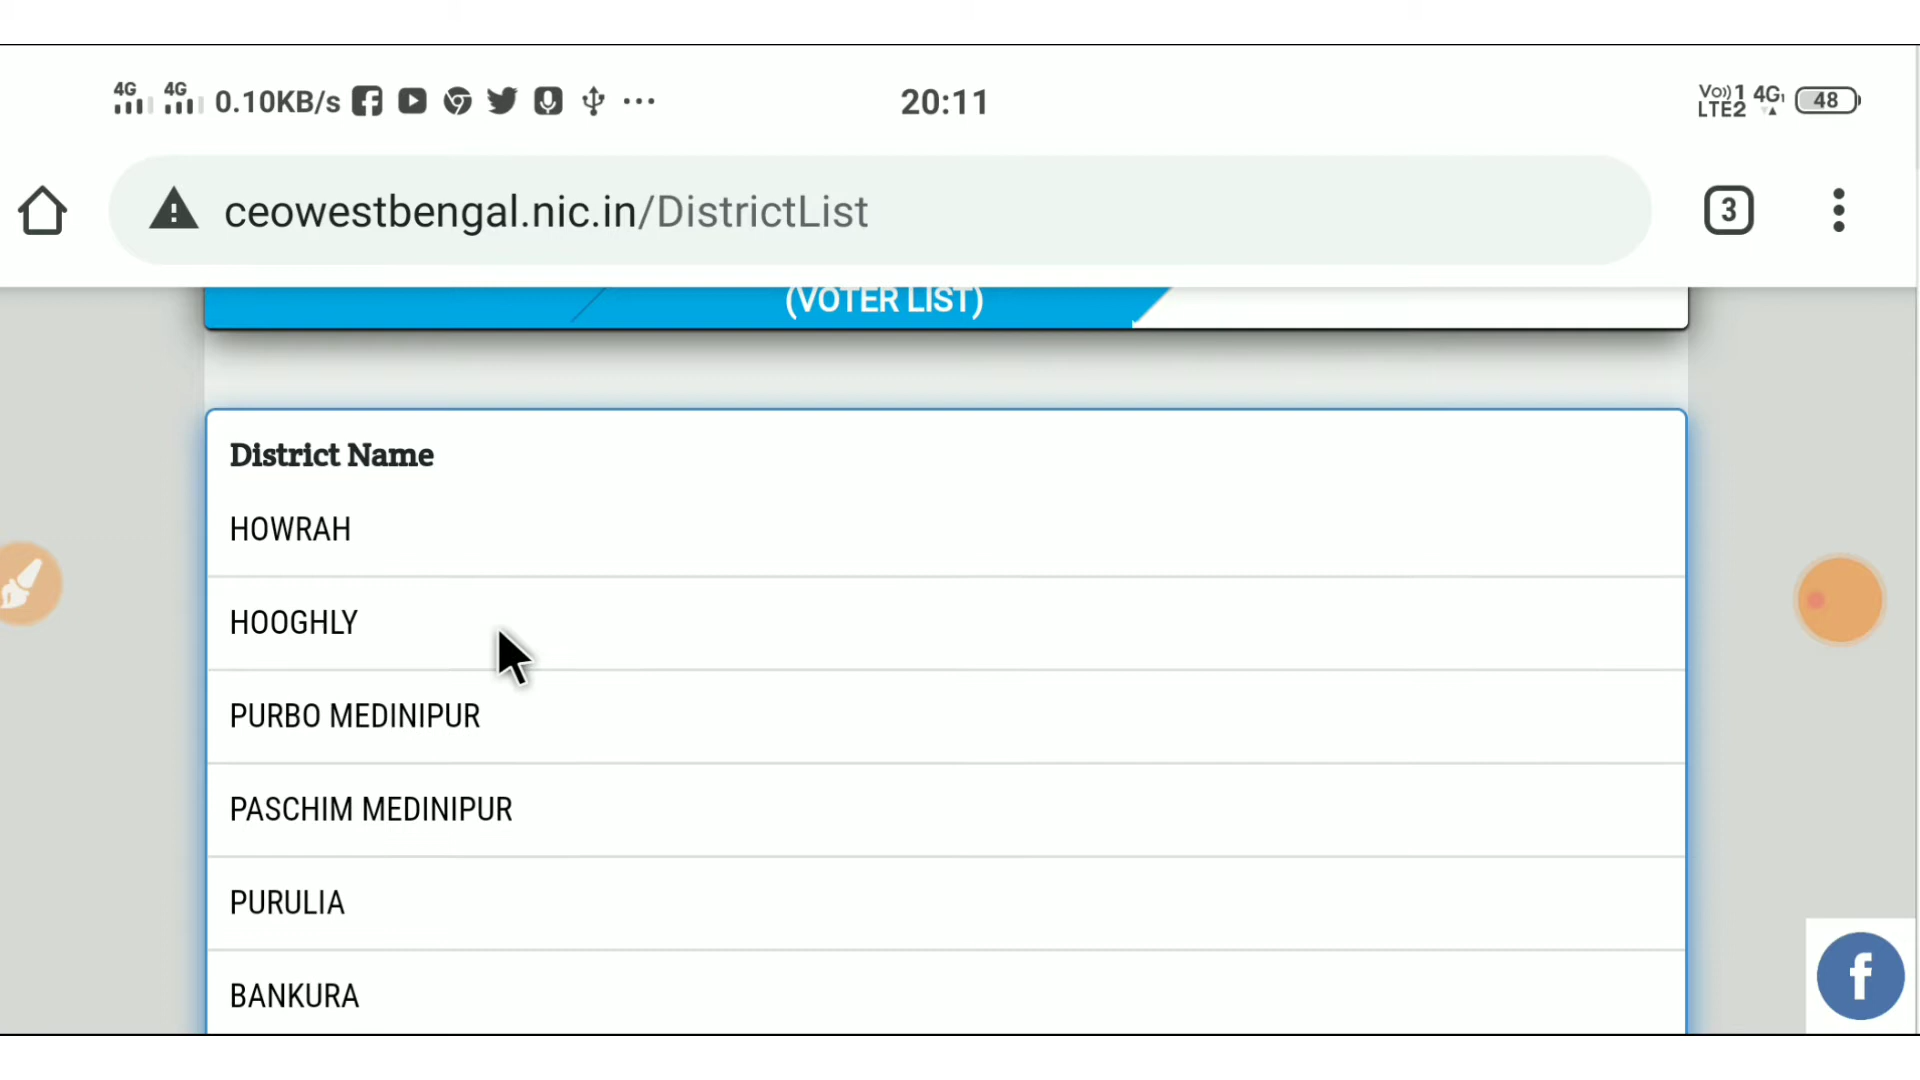 4G 4G 0.10KB/s 20:11 Vo)) 1 LTE2 4G 48
ceowestbengal.nic.in/DistrictList 3
(VOTER LIST)
District Name
HOWRAH
HOOGHLY
PURBO MEDINIPUR
PASCHIM MEDINIPUR
PURULIA
BANKURA